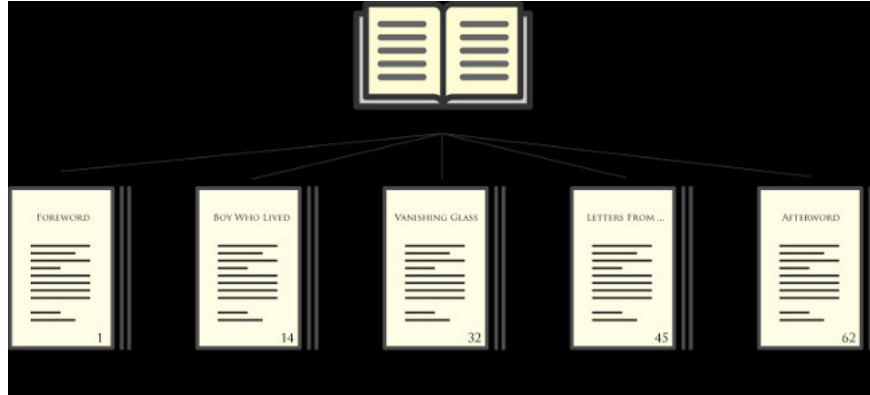 FOREWORD
BOY WHO LIVED
VANISHING GLASS
LETTERS FROM ...
AFTERWORD
1
14
32
45
62